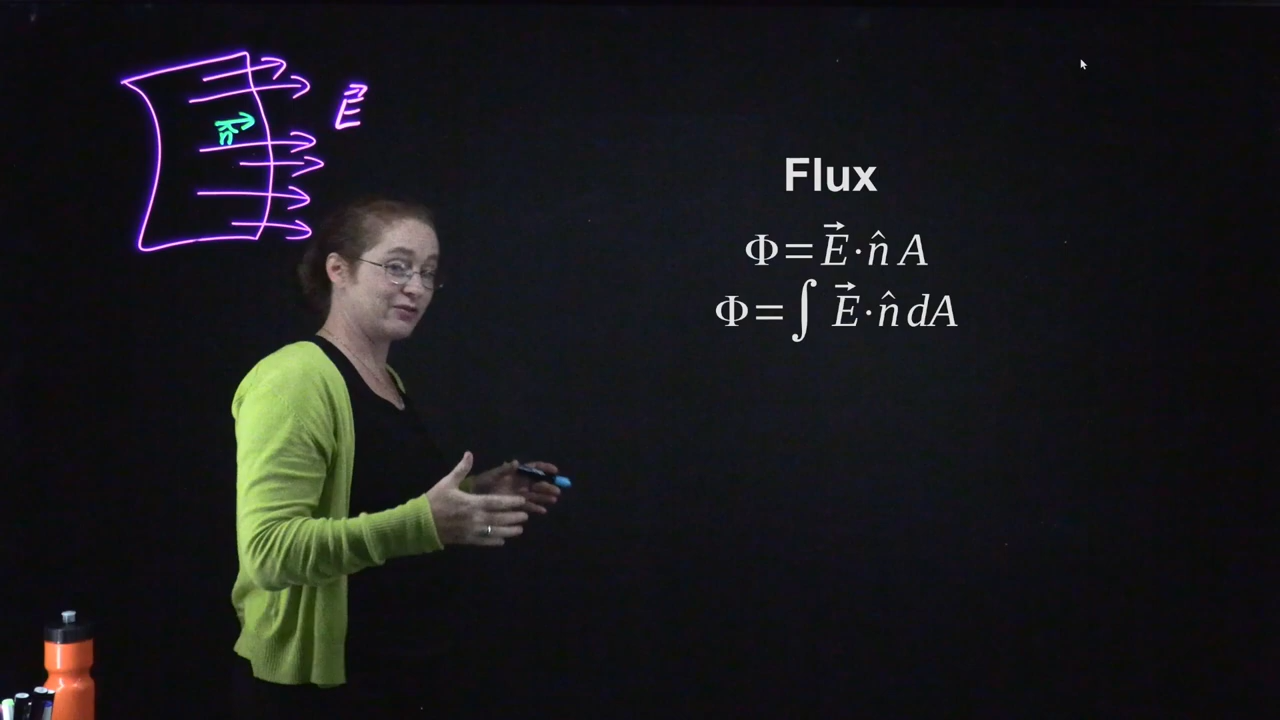 E⃗
n⃗
Flux
Φ=E⃗·n̂ A
Φ=∫ E⃗·n̂ dA